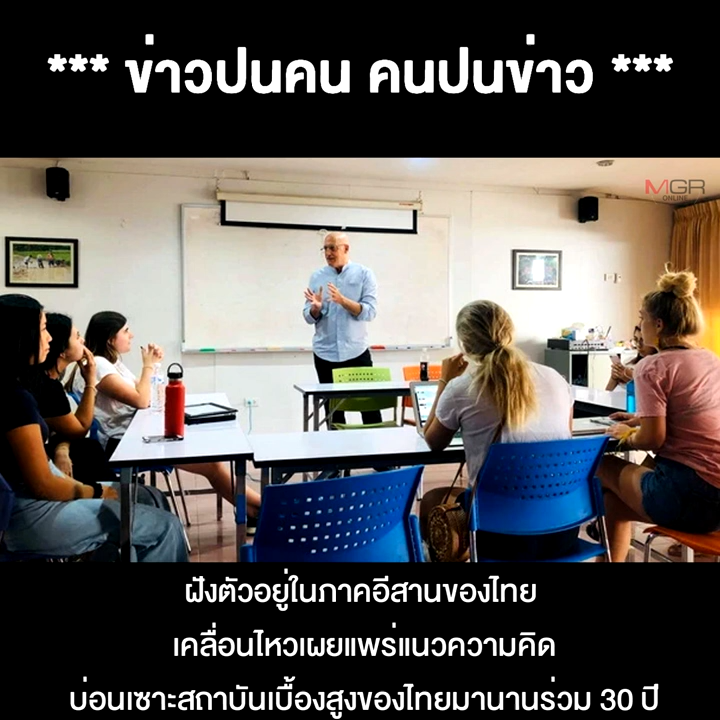 *** ข่าวปนคน คนปนข่าว ***
MGR
ONLINE
ฝังตัวอยู่ในภาคอีสานของไทย
เคลื่อนไหวเผยแพร่แนวความคิด
บ่อนเซาะสถาบันเบื้องสูงของไทยมานานร่วม 30 ปี